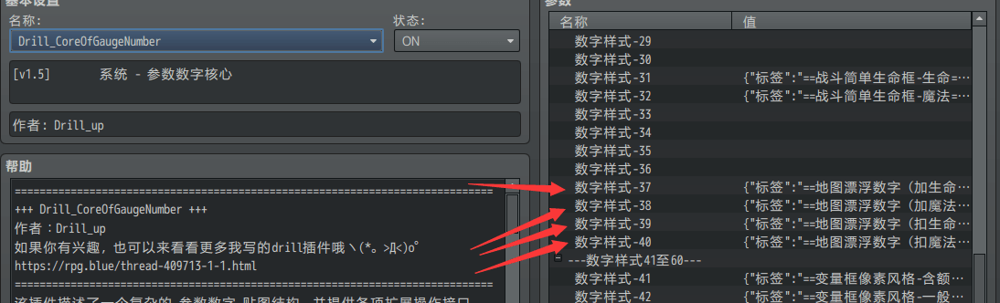 基本设置
名称:
状态:
Drill_CoreOfGaugeNumber
ON
[v1.5] 系统 - 参数数字核心
作者: Drill_up
帮助
==============================================================================
+++ Drill_CoreOfGaugeNumber +++
作者：Drill_up
如果你有兴趣，也可以来看看更多我写的drill插件哦ヽ(*。>Д<)o゜
https://rpg.blue/thread-409713-1-1.html
==============================================================================
该插件描述了一个复杂的 参数数字 贴图结构，并提供各项扩展操作接口
参数
名称 值
数字样式-29
数字样式-30
数字样式-31 {"标签":"==战斗简单生命框-生命=…
数字样式-32 {"标签":"==战斗简单生命框-魔法=…
数字样式-33
数字样式-34
数字样式-35
数字样式-36
数字样式-37 {"标签":"==地图漂浮数字（加生命…
数字样式-38 {"标签":"==地图漂浮数字（加魔法…
数字样式-39 {"标签":"==地图漂浮数字（扣生命…
数字样式-40 {"标签":"==地图漂浮数字（扣魔法…
---数字样式41至60---
数字样式-41 {"标签":"==变量框像素风格-含额…
数字样式-42 {"标签":"==变量框像素风格-一般…